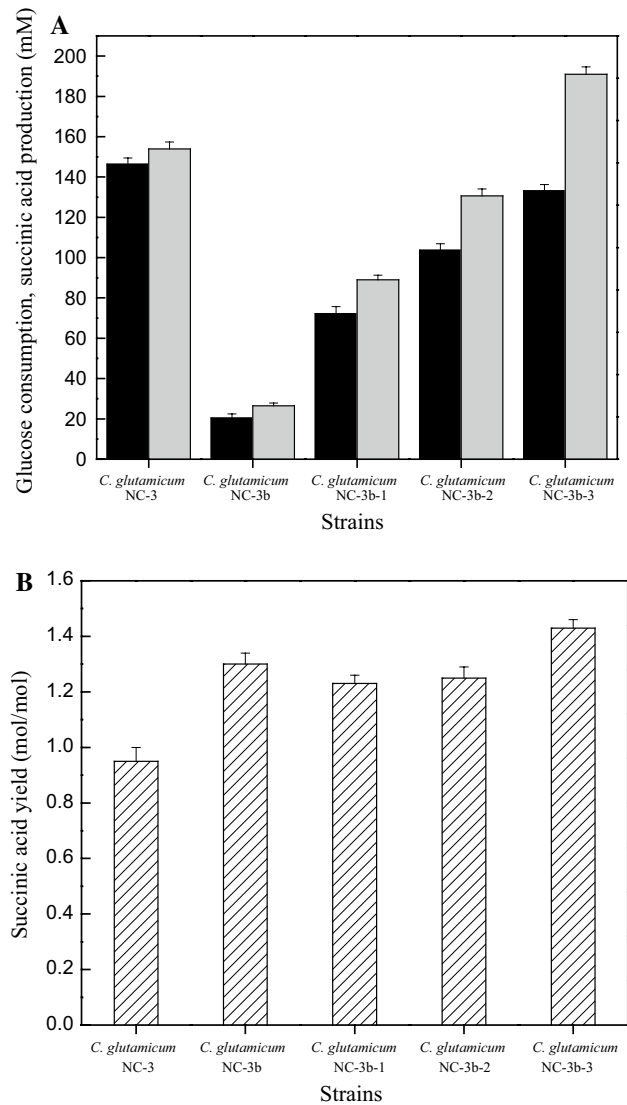 A
Glucose consumption, succinic acid production (mM)
200
180
160
140
120
100
80
60
40
20
0
C. glutamicum C. glutamicum C. glutamicum C. glutamicum C. glutamicum
NC-3 NC-3b NC-3b-1 NC-3b-2 NC-3b-3
Strains
B
Succinic acid yield (mol/mol)
1.6
1.4
1.2
1.0
0.8
0.6
0.4
0.2
0.0
C. glutamicum C. glutamicum C. glutamicum C. glutamicum C. glutamicum
NC-3 NC-3b NC-3b-1 NC-3b-2 NC-3b-3
Strains